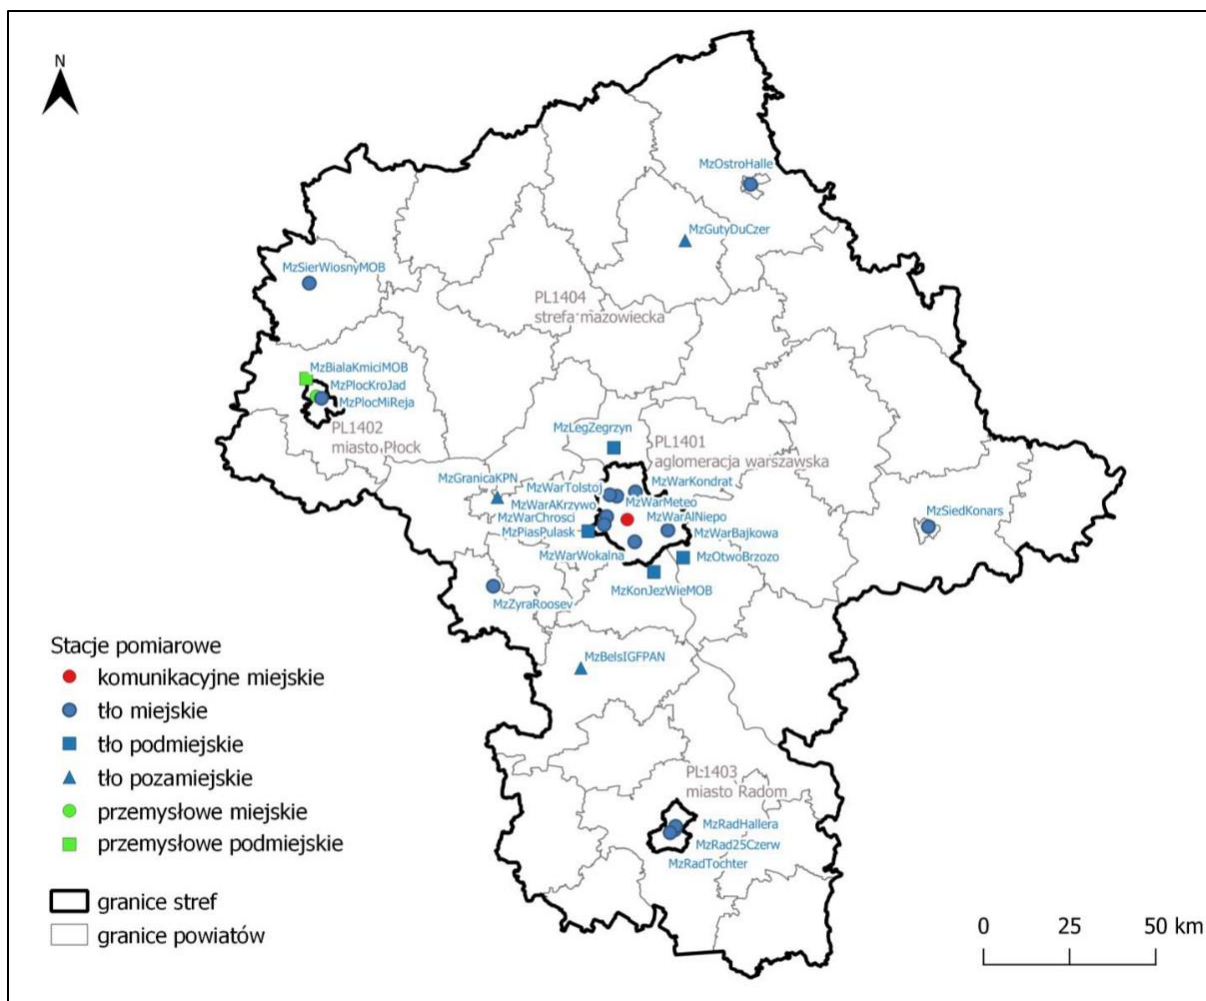 N
MzOstroHalle
MzGutyDuCzer
MzSierWiosnyMOB
PL1404
strefa mazowiecka
MzBialaKmiciMOB
MzPlocKroJad
MzPlocMiReja
PL1402
miasto Płock
MzLegZegrzyn
PL1401
aglomeracja warszawska
MzGranicaKPN
MzWarTolstoj
MzWarKondrat
MzWarAKrzywo
MzWarMeteo
MzWarChrosci
MzWarAlNiepo
MzSiedKonars
MzPiasPulask
MzWarBajkowa
MzWarWokalna
MzOtwoBrzozo
MzKonJezWieMOB
MzZyraRoosev
MzBelsIGFPAN
PL1403
miasto Radom
MzRadHallera
MzRad25Czerw
MzRadTochter
Stacje pomiarowe
komunikacyjne miejskie
tło miejskie
tło podmiejskie
tło pozamiejskie
przemysłowe miejskie
przemysłowe podmiejskie
granice stref
granice powiatów
0 25 50 km